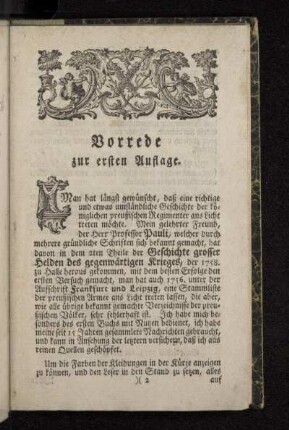 Vorrede
zur ersten Auflage.
Man hat längst gewünscht, daß eine richtige
und etwas umständliche Geschichte der kö-
niglichen preußischen Regimenter ans Licht
treten möchte. Mein gelehrter Freund,
der Herr Professor Pauli, welcher durch
mehrere gründliche Schriften sich bekannt gemacht, hat
davon in dem 2ten Theile der Geschichte grosser
Helden des gegenwärtigen Krieges, der 1758.
zu Halle heraus gekommen, mit dem besten Erfolge den
ersten Versuch gemacht, man hat auch 1756. unter der
Aufschrift Frankfurt und Leipzig, eine Stammliste
der preußischen Armee ans Licht treten lassen, die aber,
wie alle übrige bekannt gemachte Verzeichnisse der preus-
sischen Völker, sehr fehlerhaft ist. Ich habe mich be-
sonders des ersten Buchs mit Nutzen bedienet, ich habe
meine seit 15 Jahren gesammlete Nachrichten gebraucht,
und kann in Ansehung der letztern versichern, daß ich aus
reinen Quellen geschöpfet.
Um die Farben der Kleidungen in der Kürze anzeigen
zu können, und den Leser in den Stand zu setzen, alles
)( 2 auf